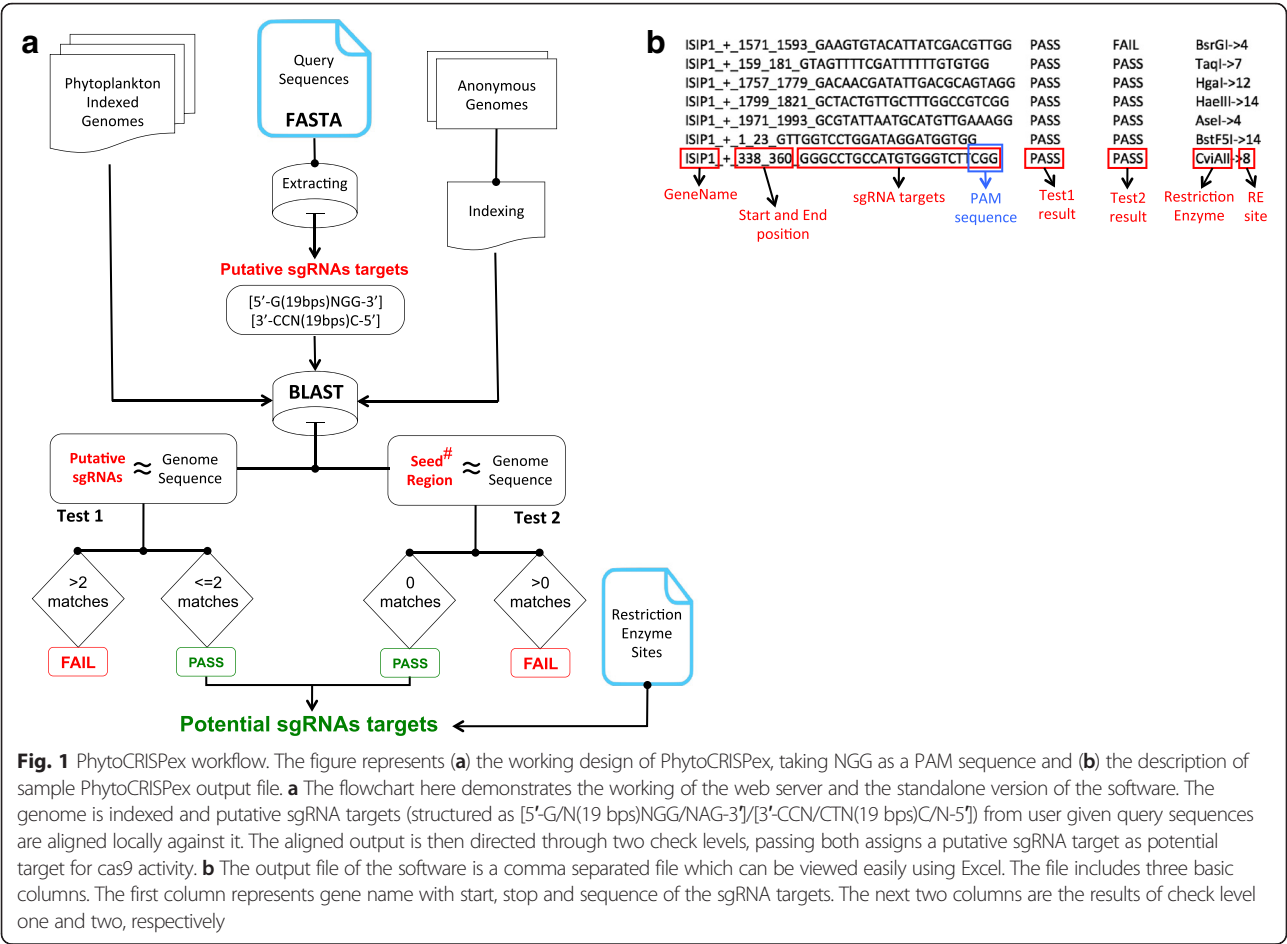 a
Phytoplankton
Indexed
Genomes
Query
Sequences
FASTA
Anonymous
Genomes
Extracting
Indexing
Putative sgRNAs targets
[5'-G(19bps)NGG-3']
[3'-CCN(19bps)C-5']
BLAST
Putative
sgRNAs
≈
Genome
Sequence
Test 1
Seed#
Region
≈
Genome
Sequence
Test 2
>2
matches
<=2
matches
0
matches
>0
matches
FAIL
PASS
PASS
FAIL
Restriction
Enzyme
Sites
Potential sgRNAs targets
b
ISIP1_+_1571_1593_GAAGTGTACATTATCGACGTTGG PASS FAIL BsrGI->4
ISIP1_+_159_181_GTAGTTTTCGATTTTTTGTGTGG PASS PASS TaqI->7
ISIP1_+_1757_1779_GACAACGATATTGACGCAGTAGG PASS PASS HgaI->12
ISIP1_+_1799_1821_GCTACTGTTGCTTTGGCCGTCGG PASS PASS HaeIII->14
ISIP1_+_1971_1993_GCGTATTAATGCATGTTGAAAGG PASS PASS AseI->4
ISIP1_+_1_23_GTTGGTCCTGGATAGGATGGTGG PASS PASS BstF5I->14
ISIP1_+_338_360_GGGCCTGCCATGTGGGTCTTCGG PASS PASS CviAII->8
GeneName
Start and End
position
sgRNA targets
PAM
sequence
Test1
result
Test2
result
Restriction
Enzyme
RE
site
Fig. 1 PhytoCRISPex workflow. The figure represents (a) the working design of PhytoCRISPex, taking NGG as a PAM sequence and (b) the description of
sample PhytoCRISPex output file. a The flowchart here demonstrates the working of the web server and the standalone version of the software. The
genome is indexed and putative sgRNA targets (structured as [5'-G/N(19 bps)NGG/NAG-3']/[3'-CCN/CTN(19 bps)C/N-5']) from user given query sequences
are aligned locally against it. The aligned output is then directed through two check levels, passing both assigns a putative sgRNA target as potential
target for cas9 activity. b The output file of the software is a comma separated file which can be viewed easily using Excel. The file includes three basic
columns. The first column represents gene name with start, stop and sequence of the sgRNA targets. The next two columns are the results of check level
one and two, respectively